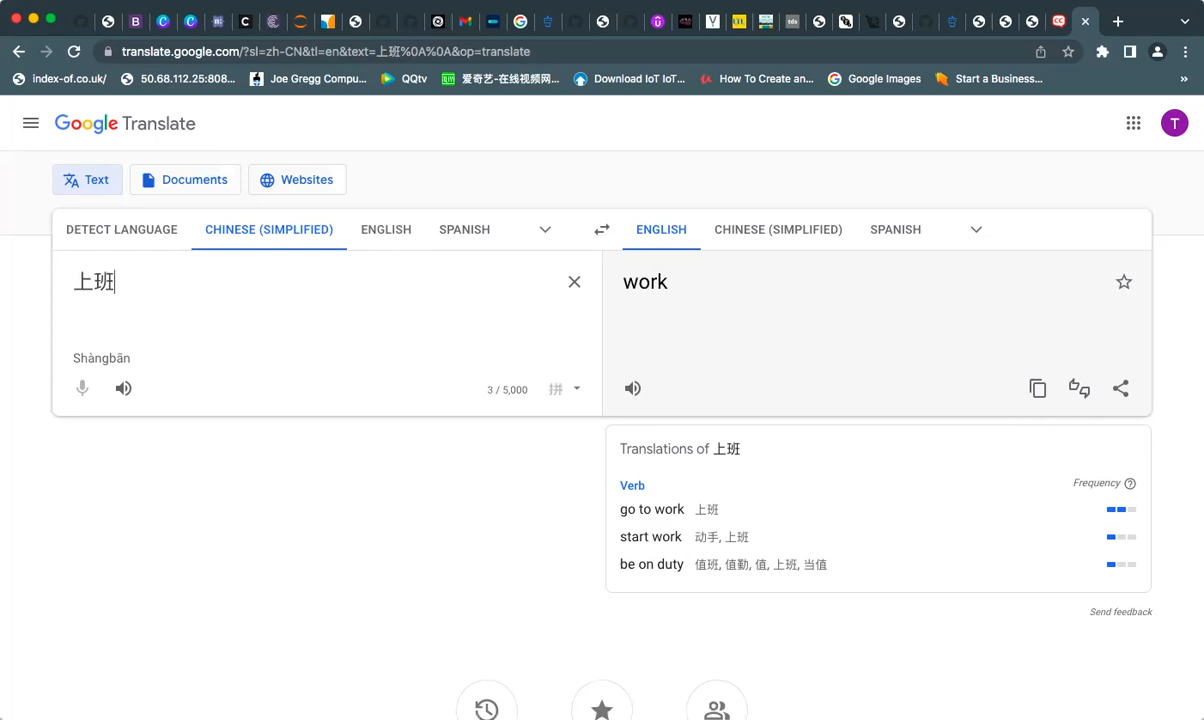 translate.google.com/?sl=zh-CN&tl=en&text=上班%0A%0A&op=translate
index-of.co.uk/ 50.68.112.25:808... Joe Gregg Compu... QQtv 爱奇艺-在线视频网... Download IoT IoT... How To Create an... Google Images Start a Business... »
Google Translate T
Text Documents Websites
DETECT LANGUAGE CHINESE (SIMPLIFIED) ENGLISH SPANISH ENGLISH CHINESE (SIMPLIFIED) SPANISH
上班 work
Shàngbān
3 / 5,000 拼
Translations of 上班
Verb Frequency
go to work 上班
start work 动手, 上班
be on duty 值班, 值勤, 值, 上班, 当值
Send feedback